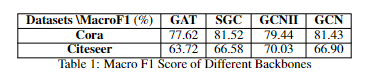 Datasets \MacroF1 (%) GAT SGC GCNII GCN
Cora 77.62 81.52 79.44 81.43
Citeseer 63.72 66.58 70.03 66.90
Table 1: Macro F1 Score of Different Backbones